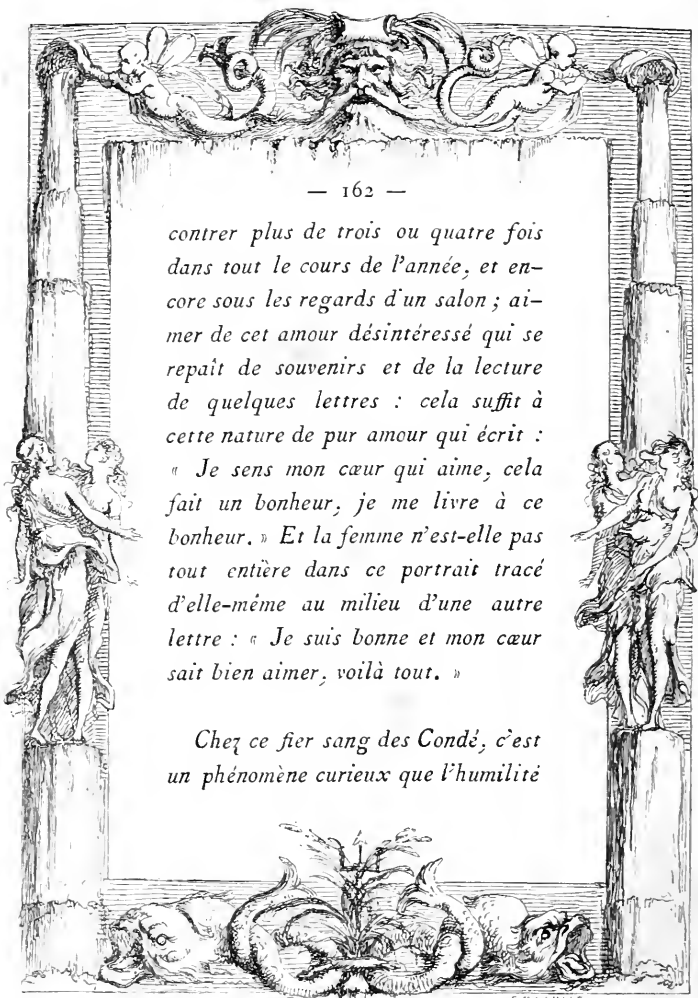 — 162 —
contrer plus de trois ou quatre fois
dans tout le cours de l'année, et en-
core sous les regards d'un salon ; ai-
mer de cet amour désintéressé qui se
repaît de souvenirs et de la lecture
de quelques lettres : cela suffit à
cette nature de pur amour qui écrit :
« Je sens mon cœur qui aime, cela
fait un bonheur, je me livre à ce
bonheur. » Et la femme n'est-elle pas
tout entière dans ce portrait tracé
d'elle-même au milieu d'une autre
lettre : « Je suis bonne et mon cœur
sait bien aimer, voilà tout. »
Chez ce fier sang des Condé, c'est
un phénomène curieux que l'humilité